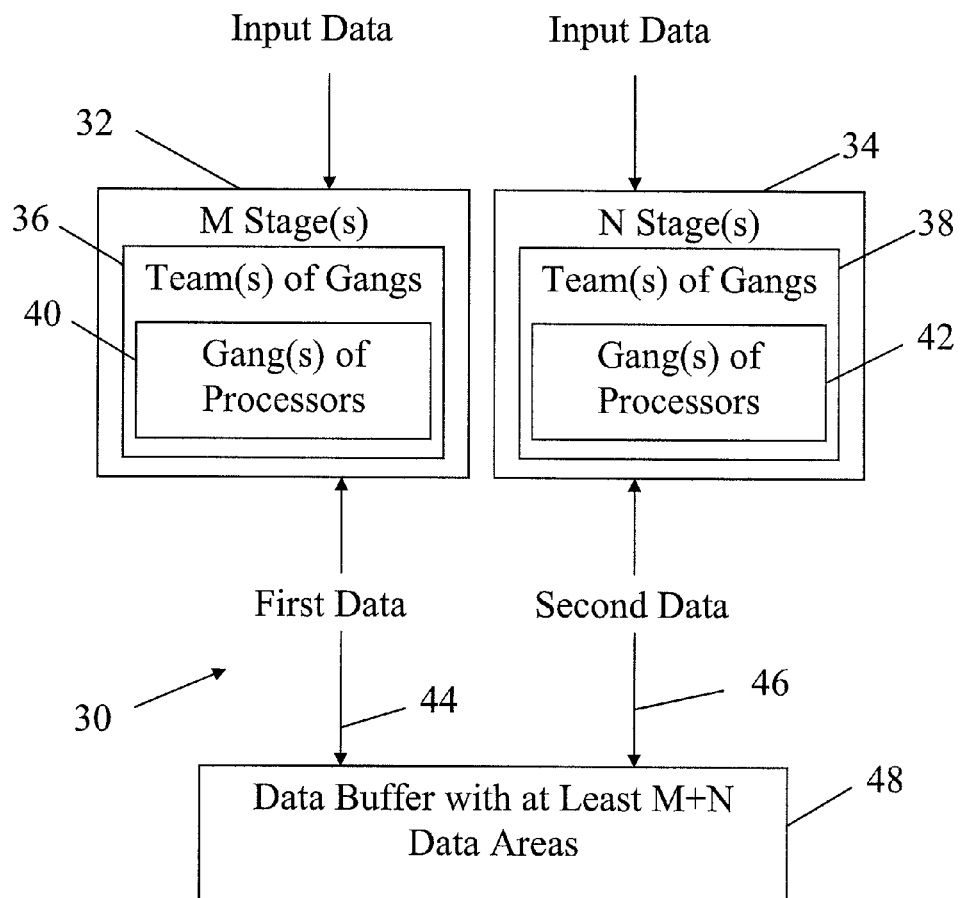 Input Data
Input Data
32
34
M Stage(s)
N Stage(s)
36
38
Team(s) of Gangs
Team(s) of Gangs
40
42
Gang(s) of
Processors
Gang(s) of
Processors
First Data
Second Data
30
44
46
Data Buffer with at Least M+N
Data Areas
48